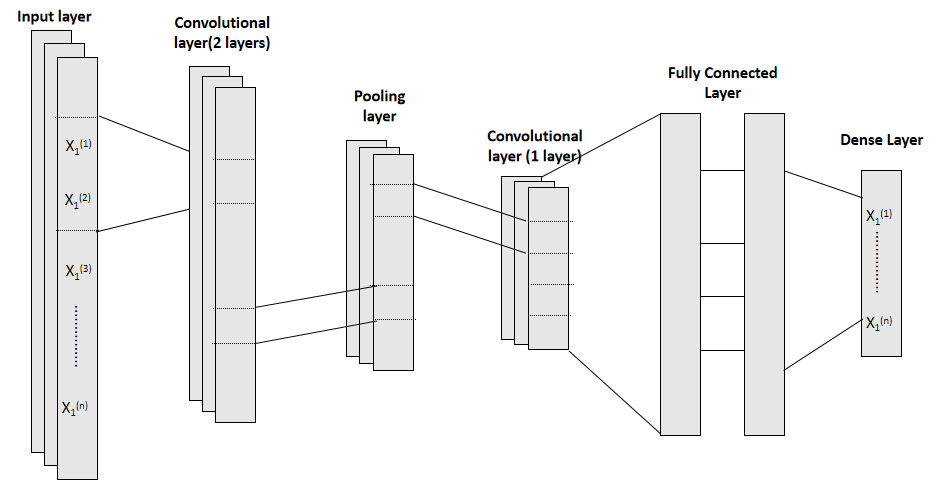 Input layer
X₁⁽¹⁾
X₁⁽²⁾
X₁⁽³⁾
X₁⁽ⁿ⁾
Convolutional
layer(2 layers)
Pooling
layer
Convolutional
layer (1 layer)
Fully Connected
Layer
Dense Layer
X₁⁽¹⁾
X₁⁽ⁿ⁾